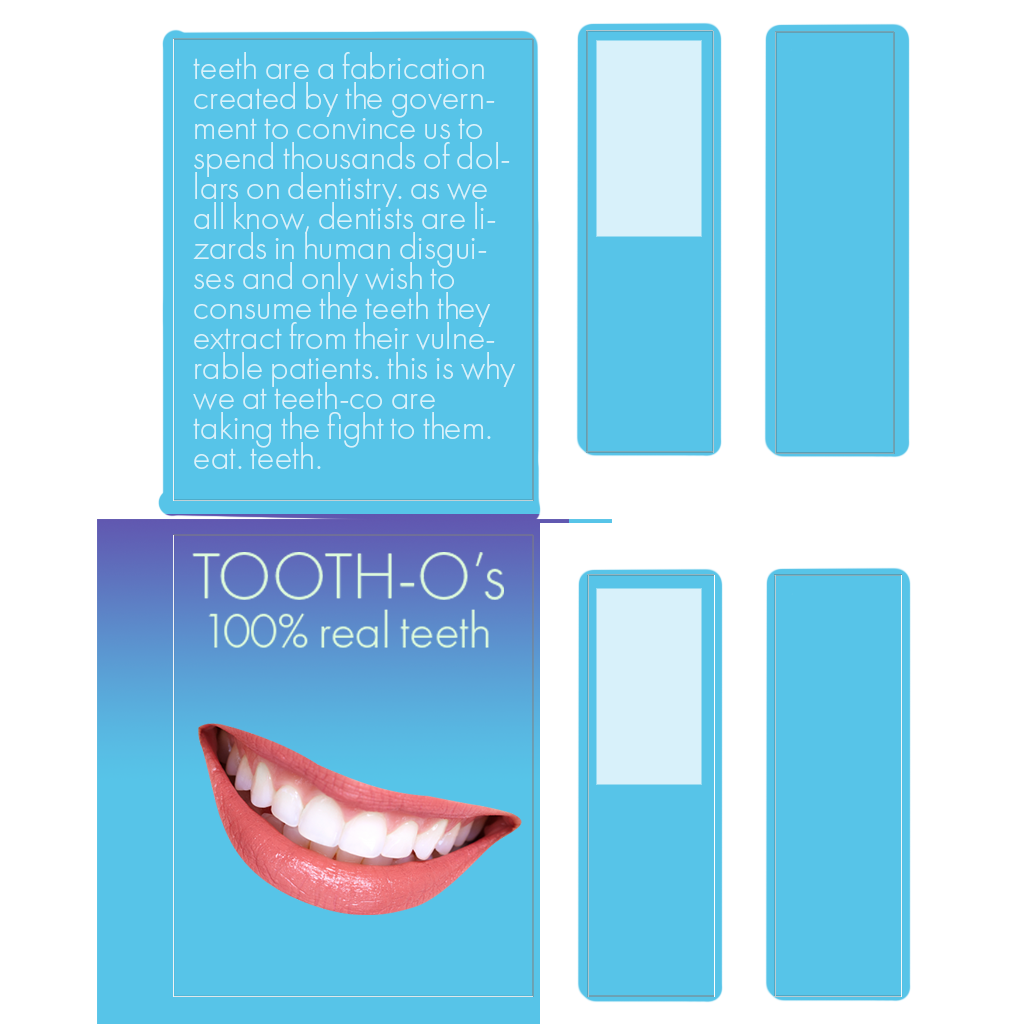 teeth are a fabrication
created by the govern-
ment to convince us to
spend thousands of dol-
lars on dentistry. as we
all know, dentists are li-
zards in human disgui-
ses and only wish to
consume the teeth they
extract from their vulne-
rable patients. this is why
we at teeth-co are
taking the fight to them.
eat. teeth.
TOOTH-O's
100% real teeth